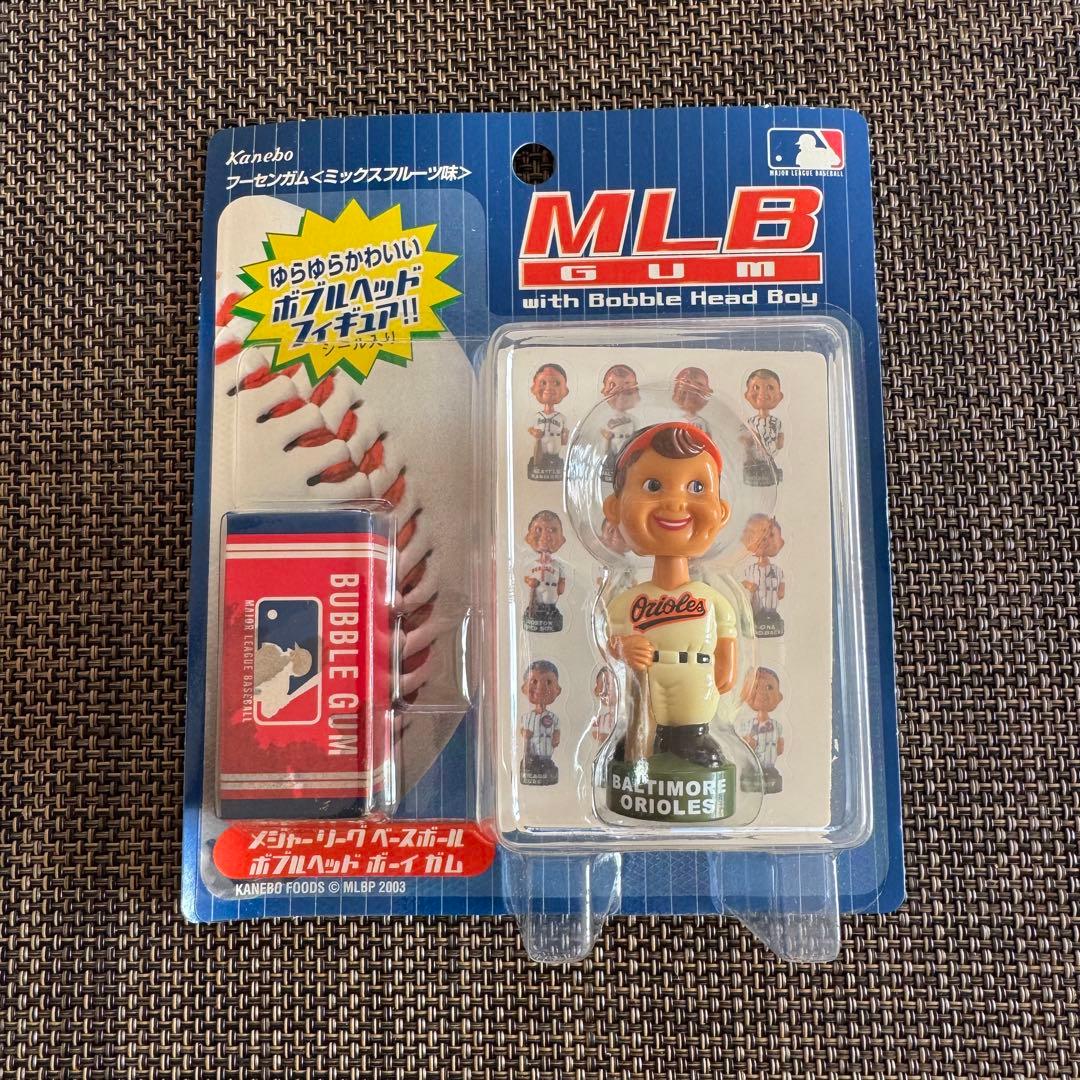 Kanebo
フーセンガム<ミックスフルーツ味>
MAJOR LEAGUE BASEBALL
MLB
GUM
with Bobble Head Boy
ゆらゆらかわいい
ボブルヘッド
フィギュア!!
シール入り
BUBBLE GUM
MAJOR LEAGUE BASEBALL
Orioles
BALTIMORE
ORIOLES
メジャーリーグ ベースボール
ボブルヘッド ボーイ ガム
KANEBO FOODS © MLBP 2003